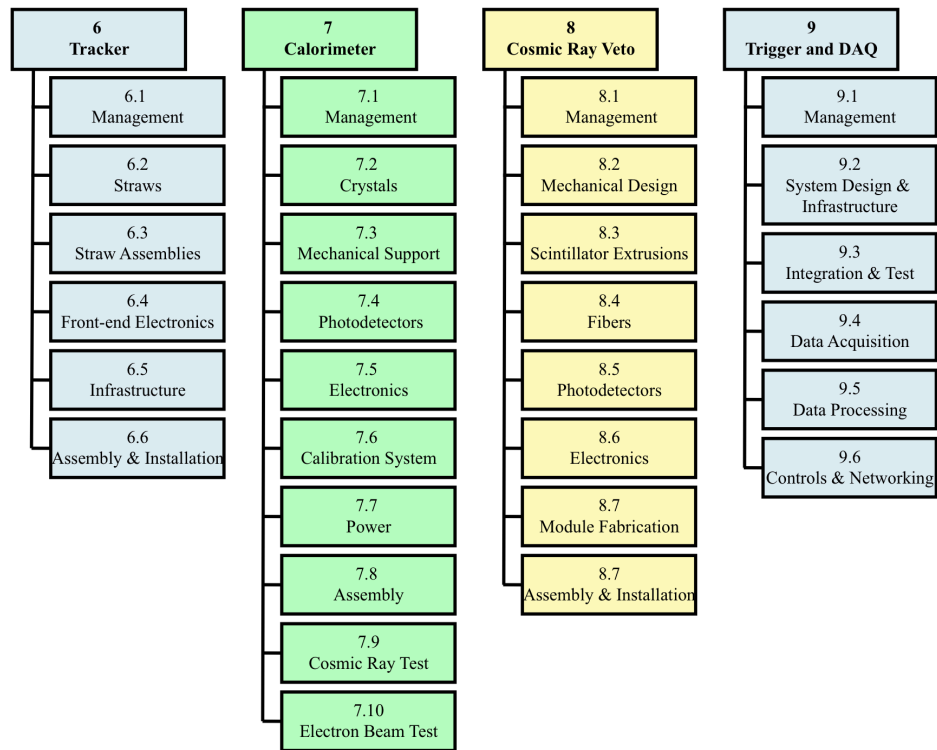 6
Tracker
6.1
Management
6.2
Straws
6.3
Straw Assemblies
6.4
Front-end Electronics
6.5
Infrastructure
6.6
Assembly & Installation
7
Calorimeter
7.1
Management
7.2
Crystals
7.3
Mechanical Support
7.4
Photodetectors
7.5
Electronics
7.6
Calibration System
7.7
Power
7.8
Assembly
7.9
Cosmic Ray Test
7.10
Electron Beam Test
8
Cosmic Ray Veto
8.1
Management
8.2
Mechanical Design
8.3
Scintillator Extrusions
8.4
Fibers
8.5
Photodetectors
8.6
Electronics
8.7
Module Fabrication
8.7
Assembly & Installation
9
Trigger and DAQ
9.1
Management
9.2
System Design &
Infrastructure
9.3
Integration & Test
9.4
Data Acquisition
9.5
Data Processing
9.6
Controls & Networking